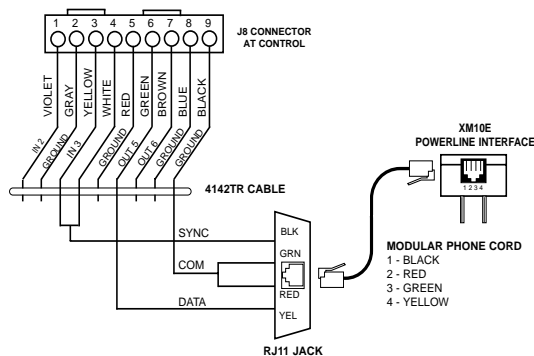 1 2 3 4 5 6 7 8 9
J8 CONNECTOR
AT CONTROL
VIOLET
GRAY
YELLOW
WHITE
RED
GREEN
BROWN
BLUE
BLACK
IN 2
GROUND
IN 3
GROUND
OUT 5
OUT 6
GROUND
GROUND
4142TR CABLE
XM10E
POWERLINE INTERFACE
1 2 3 4
SYNC
COM
DATA
BLK
GRN
RED
YEL
RJ11 JACK
MODULAR PHONE CORD
1 - BLACK
2 - RED
3 - GREEN
4 - YELLOW